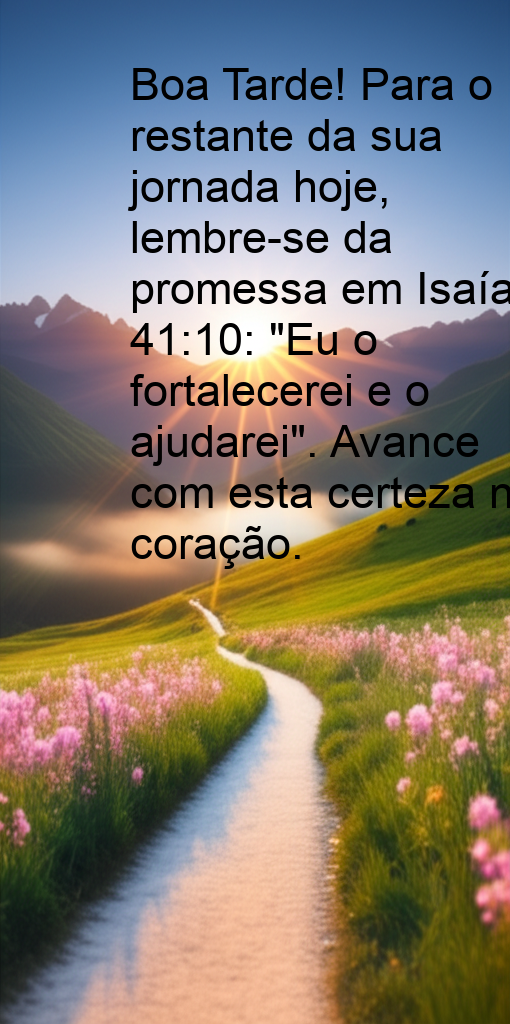 Boa Tarde! Para o
restante da sua
jornada hoje,
lembre-se da
promessa em Isaía
41:10: "Eu o
fortalecerei e o
ajudarei". Avance
com esta certeza n
coração.